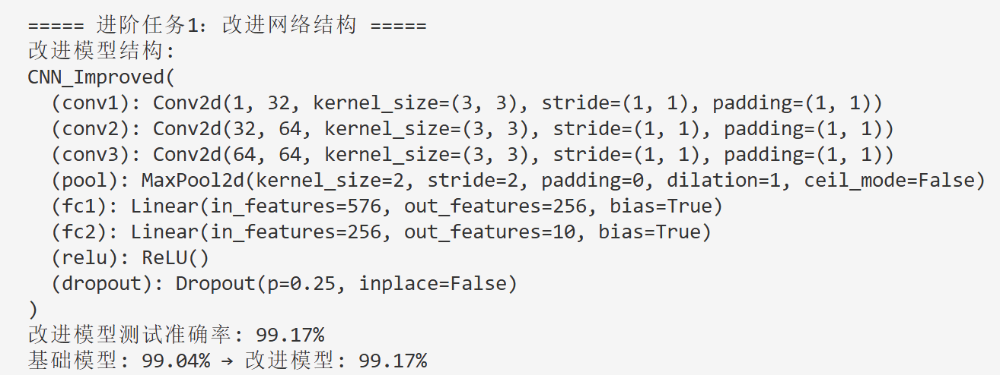 ===== 进阶任务1: 改进网络结构 =====
改进模型结构:
CNN_Improved(
  (conv1): Conv2d(1, 32, kernel_size=(3, 3), stride=(1, 1), padding=(1, 1))
  (conv2): Conv2d(32, 64, kernel_size=(3, 3), stride=(1, 1), padding=(1, 1))
  (conv3): Conv2d(64, 64, kernel_size=(3, 3), stride=(1, 1), padding=(1, 1))
  (pool): MaxPool2d(kernel_size=2, stride=2, padding=0, dilation=1, ceil_mode=False)
  (fc1): Linear(in_features=576, out_features=256, bias=True)
  (fc2): Linear(in_features=256, out_features=10, bias=True)
  (relu): ReLU()
  (dropout): Dropout(p=0.25, inplace=False)
)
改进模型测试准确率: 99.17%
基础模型: 99.04% → 改进模型: 99.17%